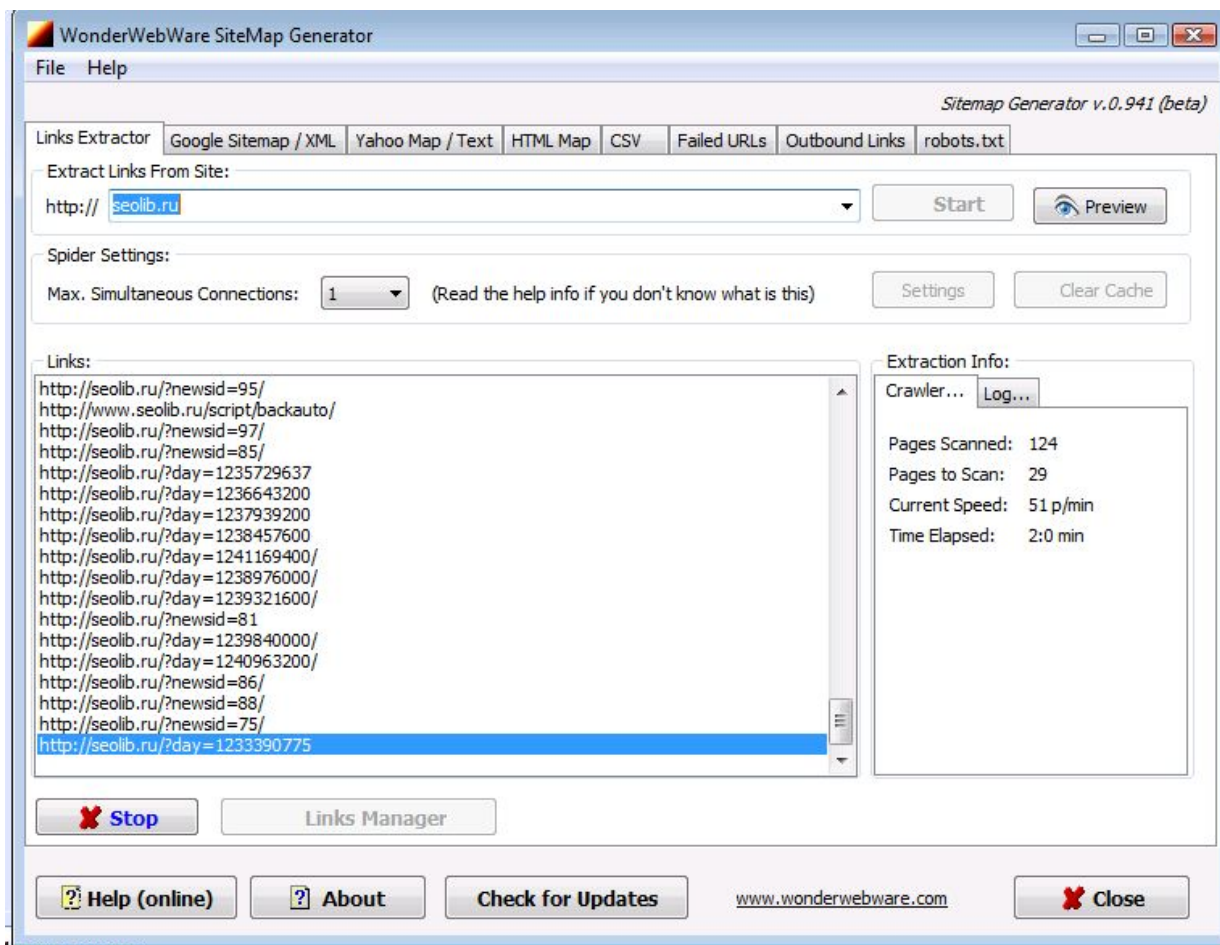 WonderWebWare SiteMap Generator
File Help
Sitemap Generator v.0.941 (beta)
Links Extractor Google Sitemap / XML Yahoo Map / Text HTML Map CSV Failed URLs Outbound Links robots.txt
Extract Links From Site:
http:// seolib.ru Start Preview
Spider Settings:
Max. Simultaneous Connections: 1 (Read the help info if you don't know what is this) Settings Clear Cache
Links:
http://seolib.ru/?newsid=95/
http://www.seolib.ru/script/backauto/
http://seolib.ru/?newsid=97/
http://seolib.ru/?newsid=85/
http://seolib.ru/?day=1235729637
http://seolib.ru/?day=1236643200
http://seolib.ru/?day=1237939200
http://seolib.ru/?day=1238457600
http://seolib.ru/?day=1241169400/
http://seolib.ru/?day=1238976000/
http://seolib.ru/?day=1239321600/
http://seolib.ru/?newsid=81
http://seolib.ru/?day=1239840000/
http://seolib.ru/?day=1240963200/
http://seolib.ru/?newsid=86/
http://seolib.ru/?newsid=88/
http://seolib.ru/?newsid=75/
http://seolib.ru/?day=1233390775
Extraction Info:
Crawler... Log...
Pages Scanned: 124
Pages to Scan: 29
Current Speed: 51 p/min
Time Elapsed: 2:0 min
Stop Links Manager
Help (online) About Check for Updates www.wonderwebware.com Close